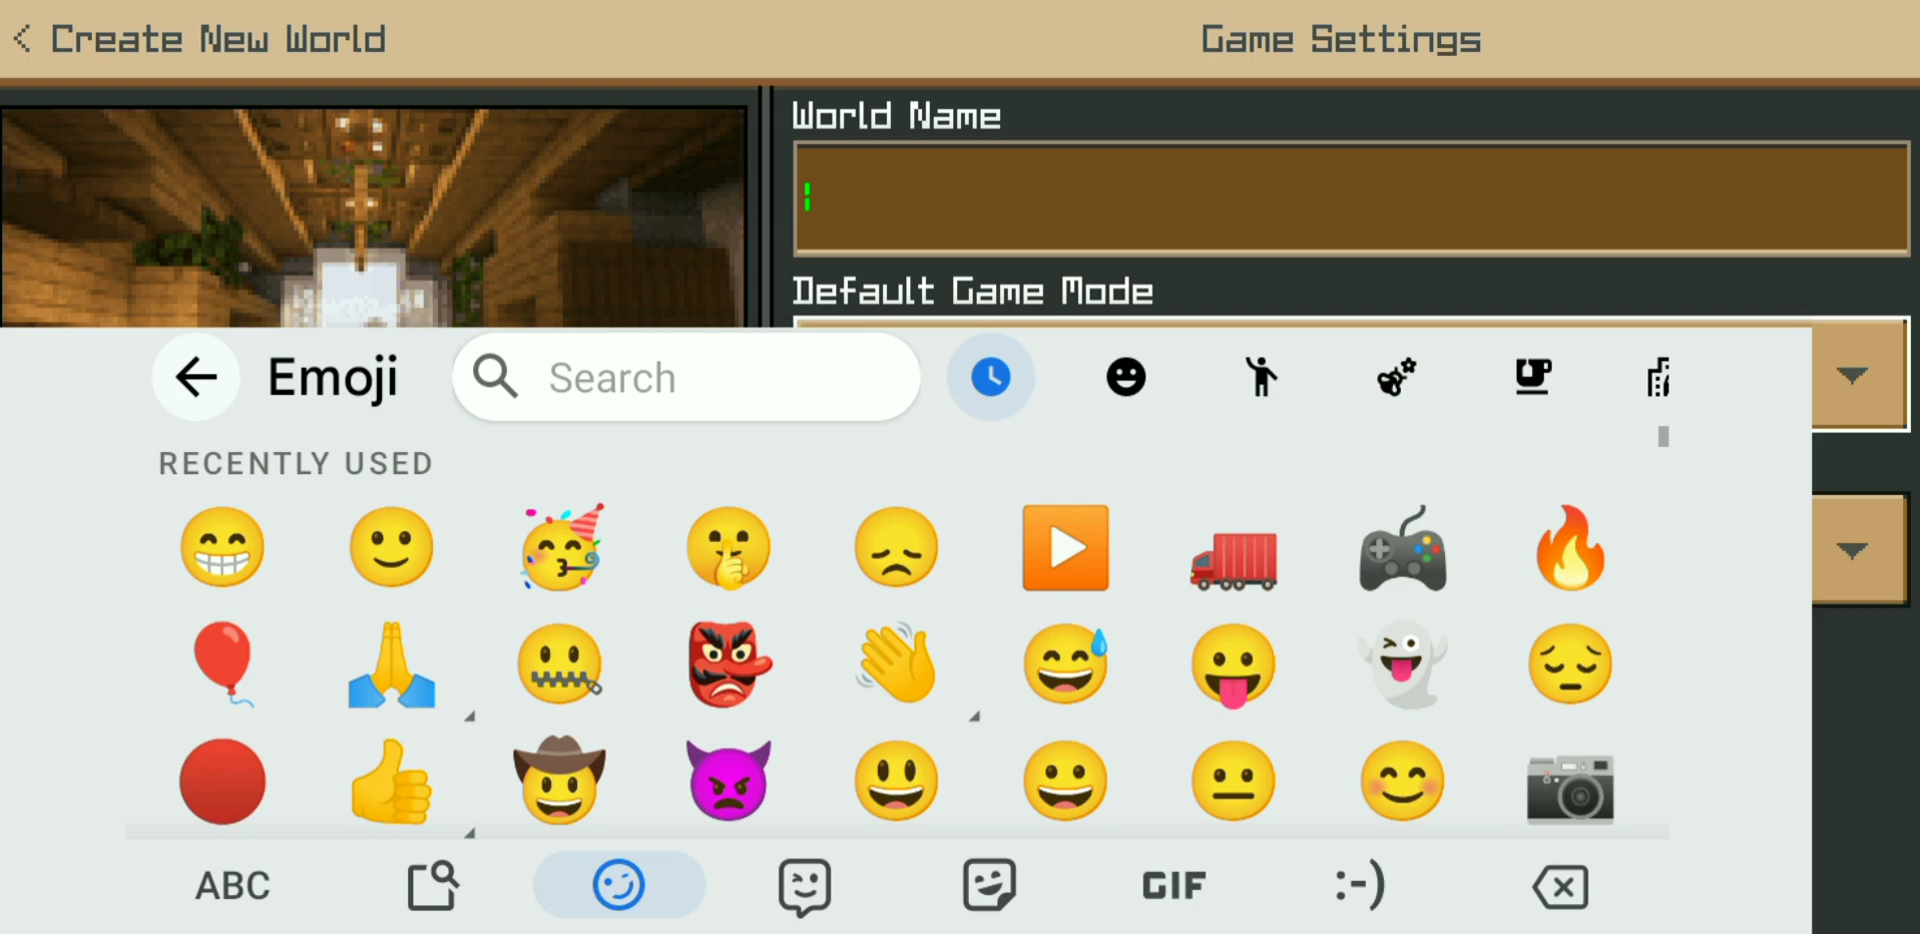 Create New World
Game Settings
World Name
Default Game Mode
Emoji
Search
RECENTLY USED
ABC
GIF
:-)